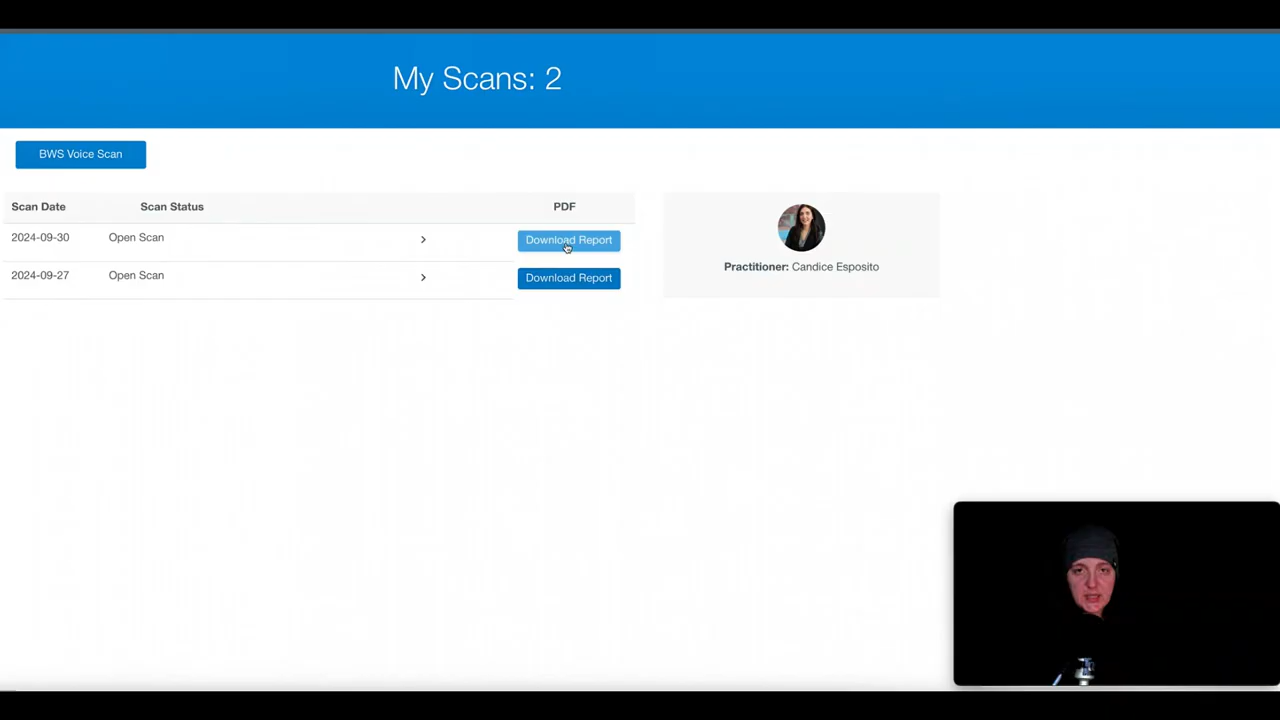 My Scans: 2
BWS Voice Scan
Scan Date Scan Status PDF
2024-09-30 Open Scan Download Report
2024-09-27 Open Scan Download Report
Practitioner: Candice Esposito